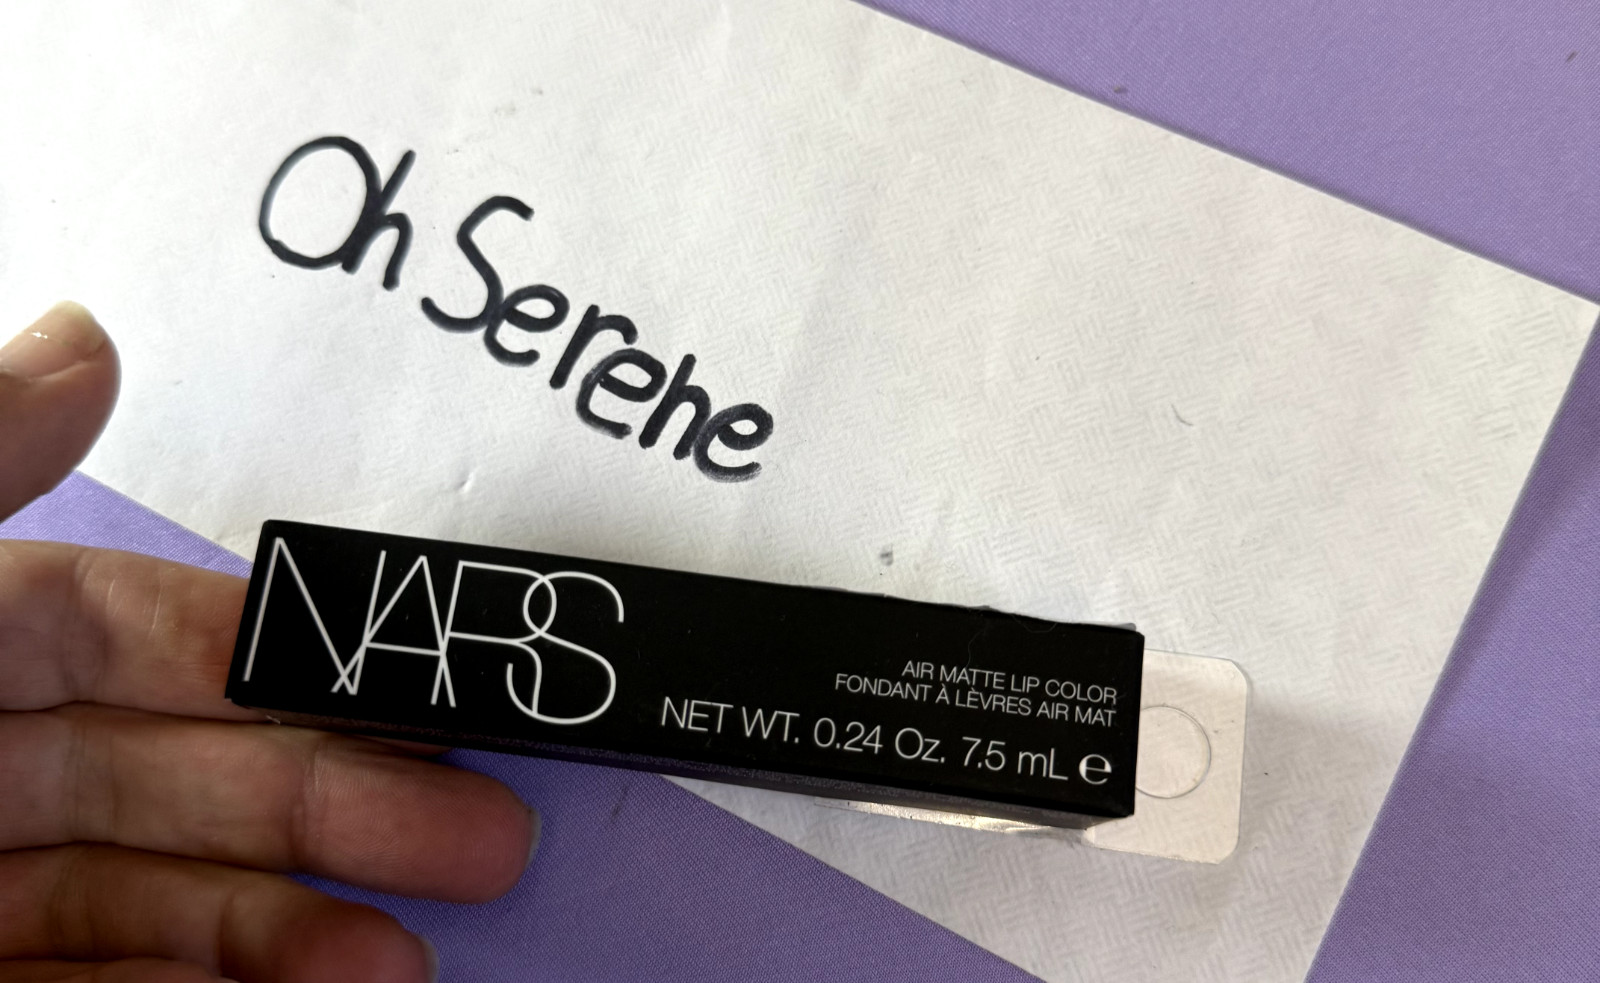 Oh Serene
NARS
AIR MATTE LIP COLOR
FONDANT À LÈVRES AIR MAT
NET WT. 0.24 Oz. 7.5 mL ℮